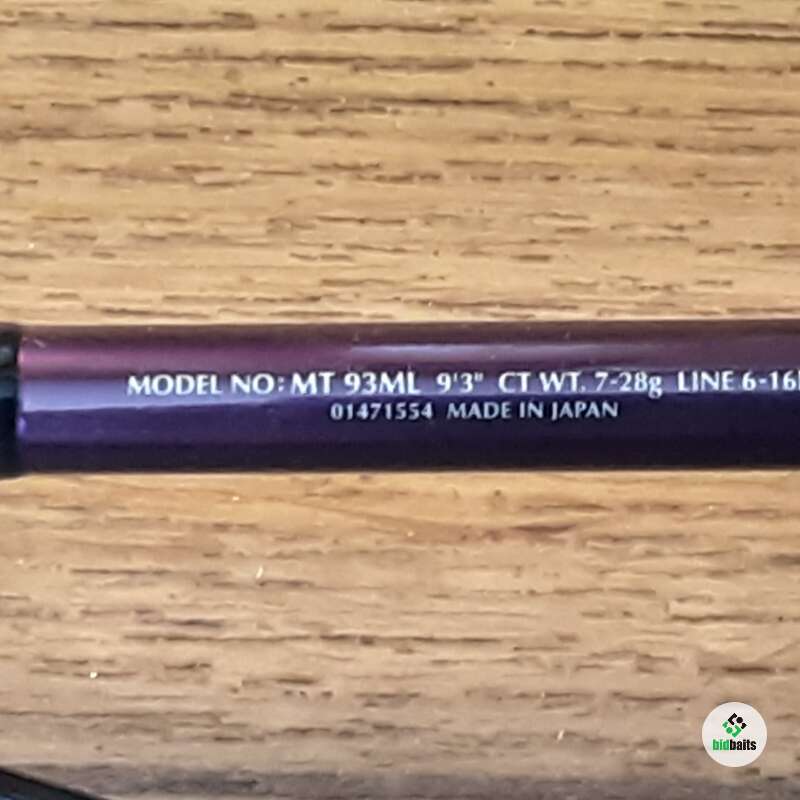 MODEL NO: MT 93ML 9'3" CT WT. 7-28g LINE 6-16
01471554 MADE IN JAPAN
bidbaits